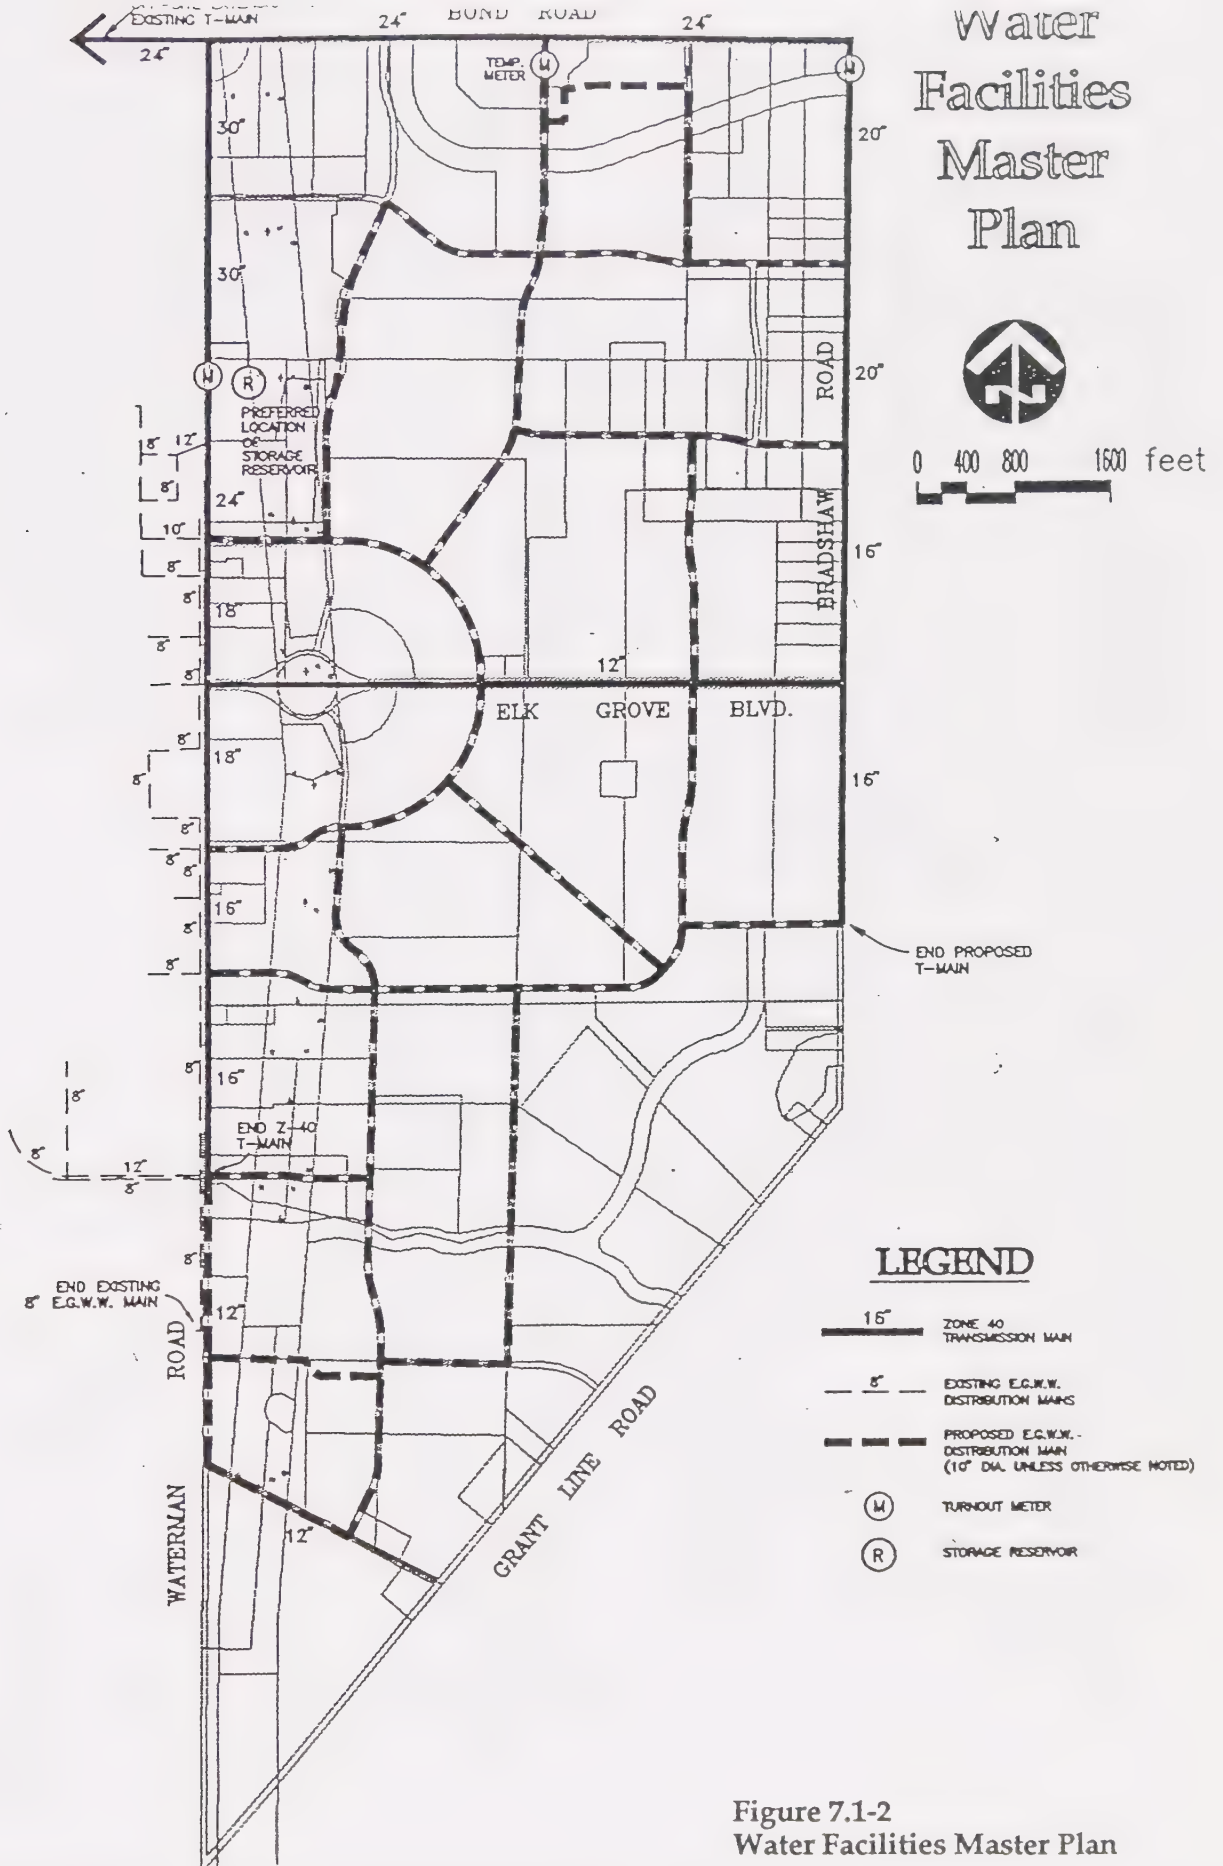 EXISTING T-MAIN
24"
24"
BOND ROAD
24"
Water
Facilities
Master
Plan
TEMP.
METER
M
M
30"
20"
30"
ROAD
20"
M
R
PREFERRED
LOCATION
OF
STORAGE
RESERVOIR
8"
12"
8"
24"
0 400 800 1600 feet
10"
8"
BRADSHAW
16"
8"
18"
8"
8"
12"
ELK GROVE BLVD.
8"
18"
8"
16"
8"
8"
8"
16"
8"
8"
END PROPOSED
T-MAIN
8"
16"
8"
END Z-40
T-MAIN
8"
12"
8"
8"
END EXISTING
8" E.G.W.W. MAIN
12"
ROAD
WATERMAN
12"
GRANT LINE ROAD
LEGEND
16"
ZONE 40
TRANSMISSION MAIN
8"
EXISTING E.G.W.W.
DISTRIBUTION MAINS
PROPOSED E.G.W.W.
DISTRIBUTION MAIN
(10" DIA. UNLESS OTHERWISE NOTED)
M
TURNOUT METER
R
STORAGE RESERVOIR
Figure 7.1-2
Water Facilities Master Plan